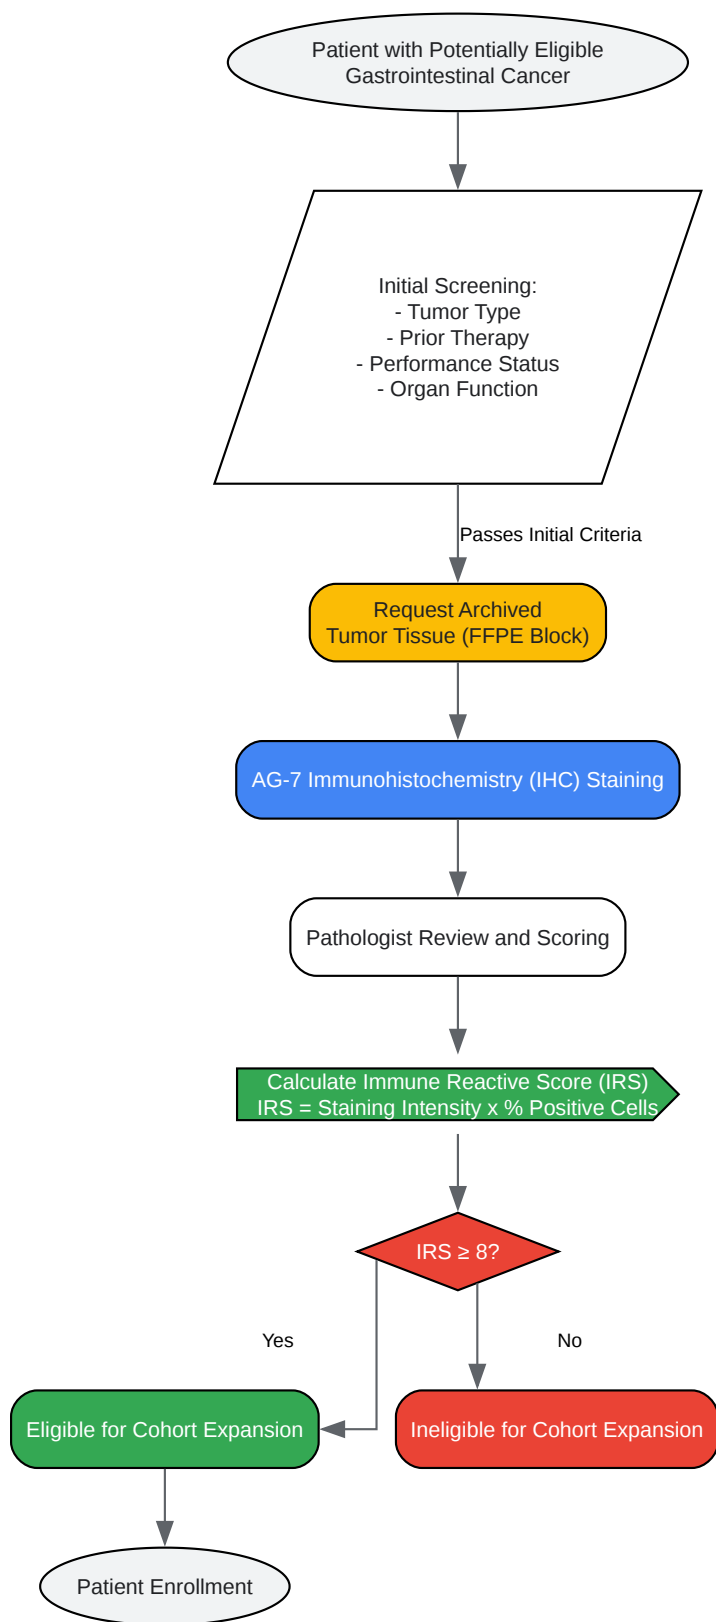 Patient with Potentially Eligible
Gastrointestinal Cancer
Initial Screening:
- Tumor Type
- Prior Therapy
- Performance Status
- Organ Function
Passes Initial Criteria
Request Archived
Tumor Tissue (FFPE Block)
AG-7 Immunohistochemistry (IHC) Staining
Pathologist Review and Scoring
Calculate Immune Reactive Score (IRS)
IRS = Staining Intensity x % Positive Cells
IRS ≥ 8?
Yes
No
Eligible for Cohort Expansion
Ineligible for Cohort Expansion
Patient Enrollment